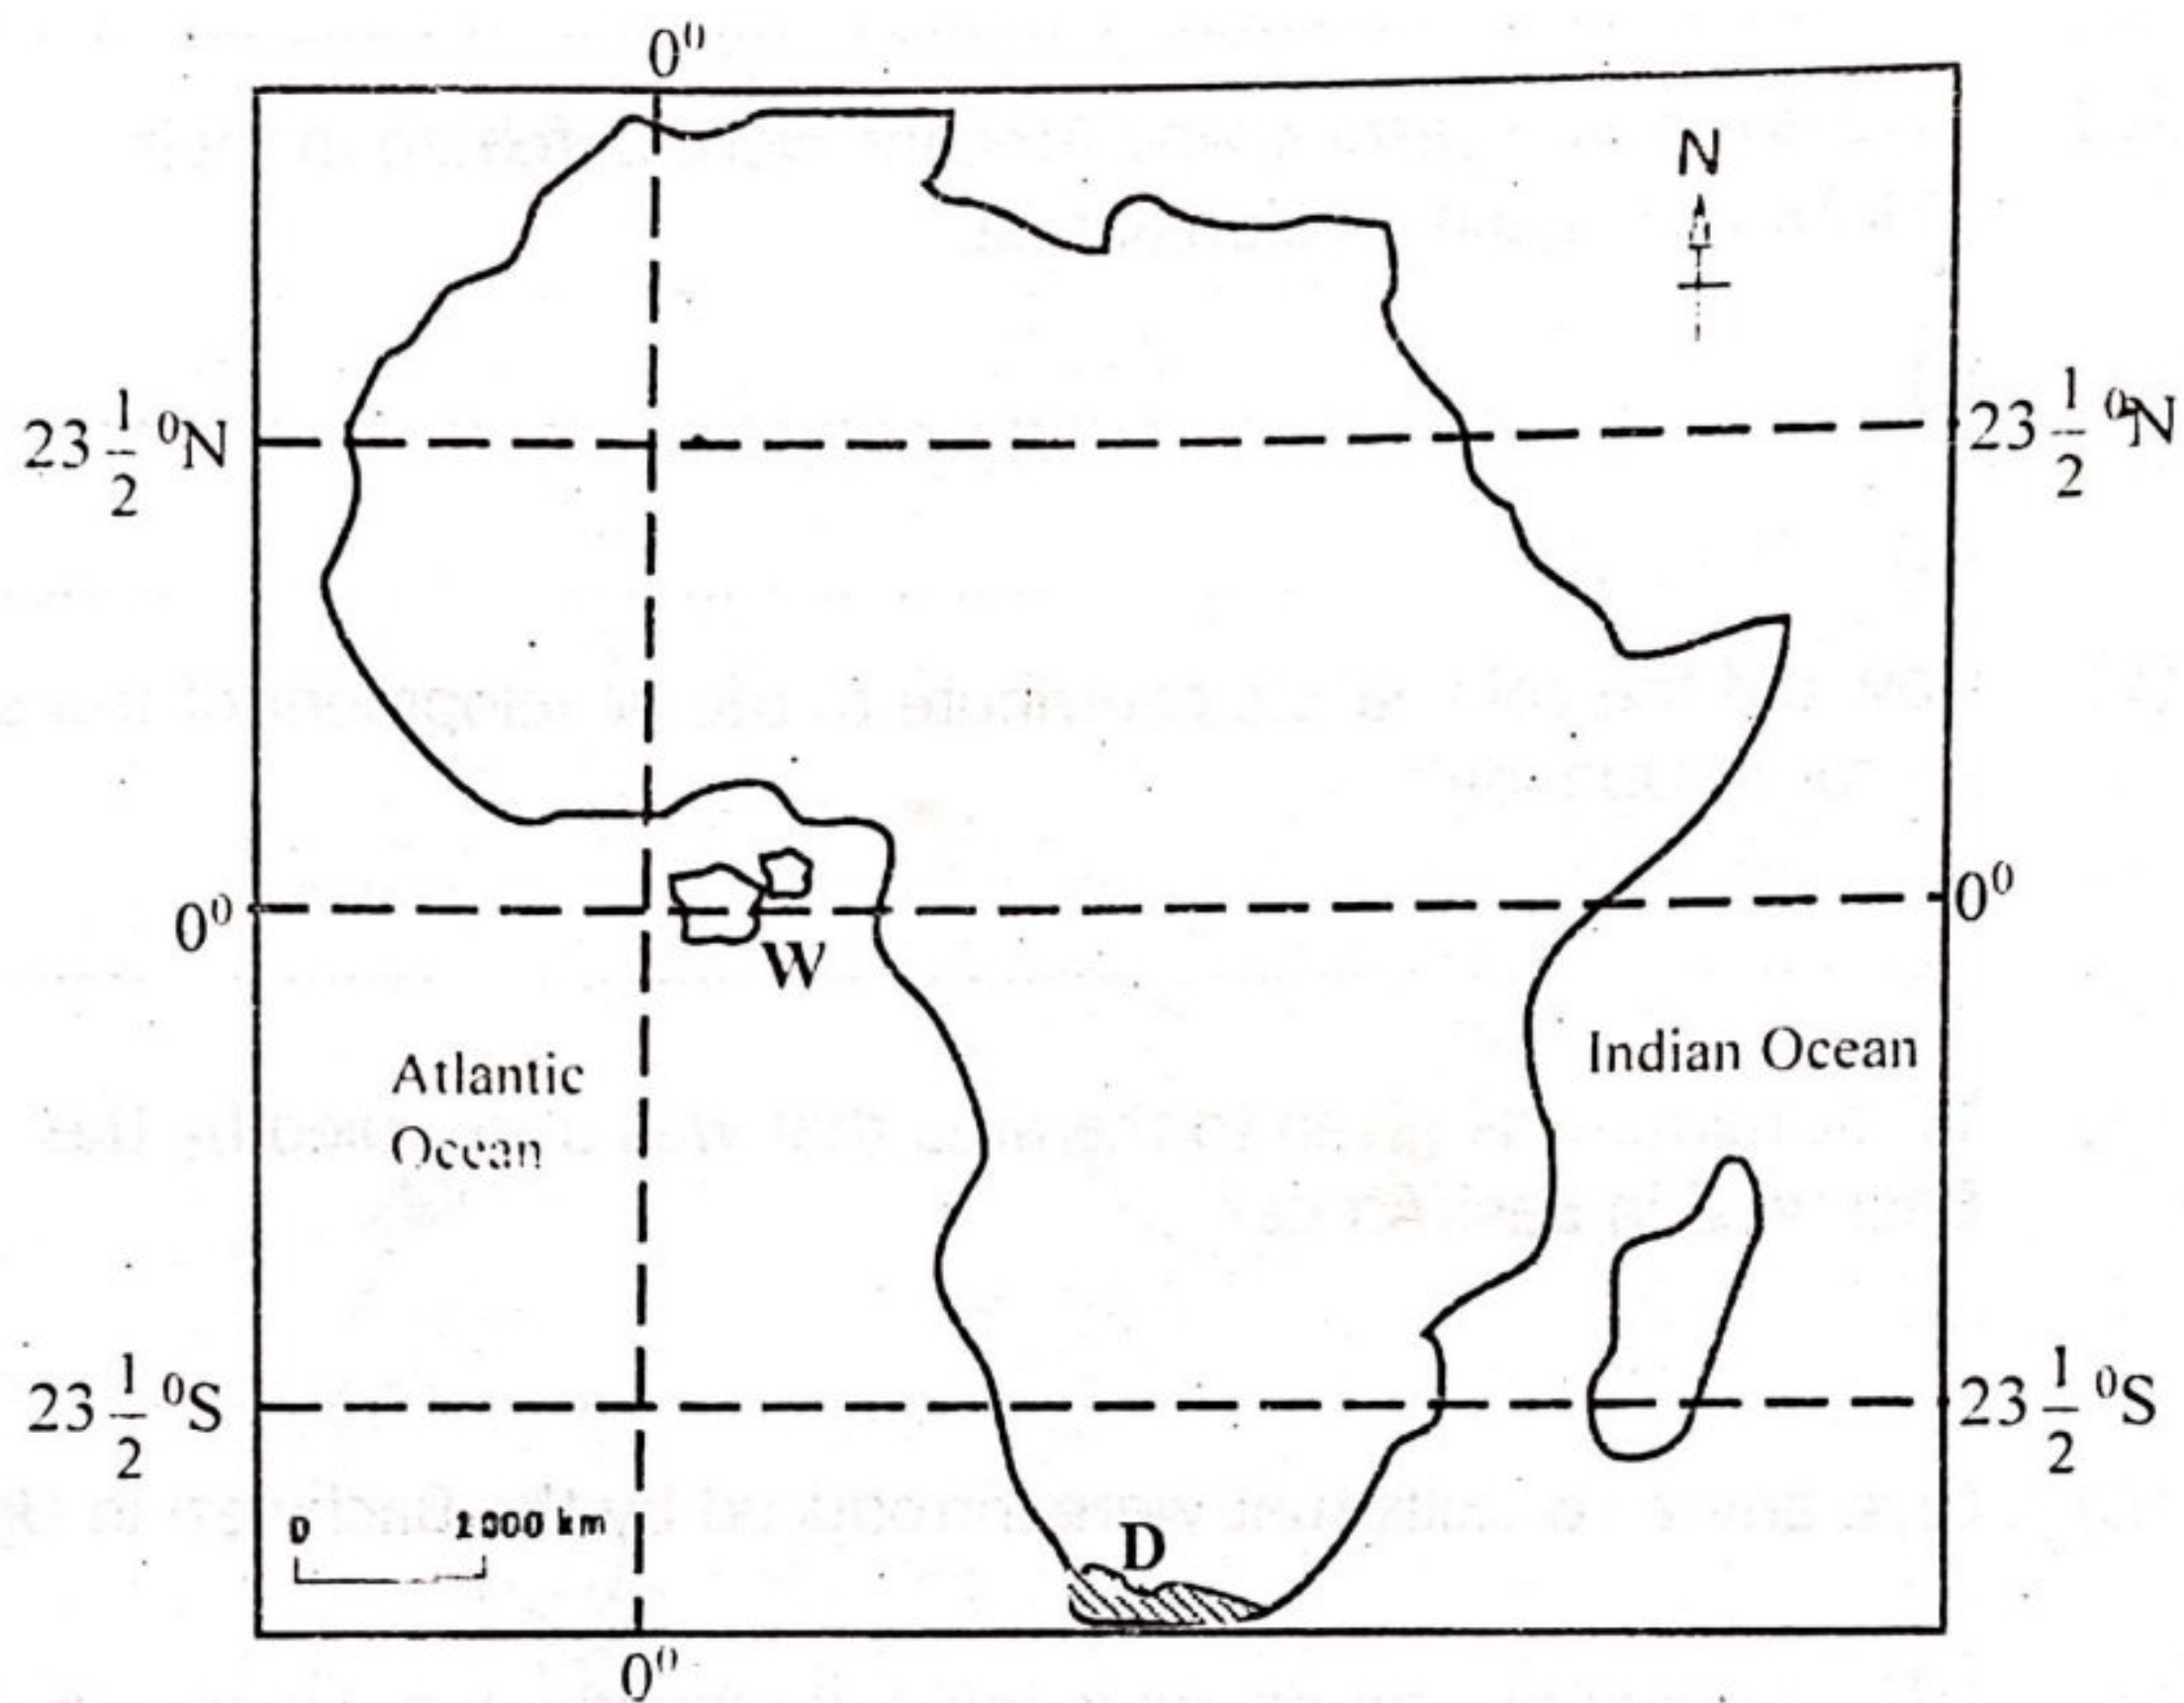 0⁰
N
23 1/2 ⁰N
23 1/2 ⁰N
0⁰
0⁰
W
Atlantic
Ocean
Indian Ocean
23 1/2 ⁰S
23 1/2 ⁰S
0 1000 km
D
0⁰